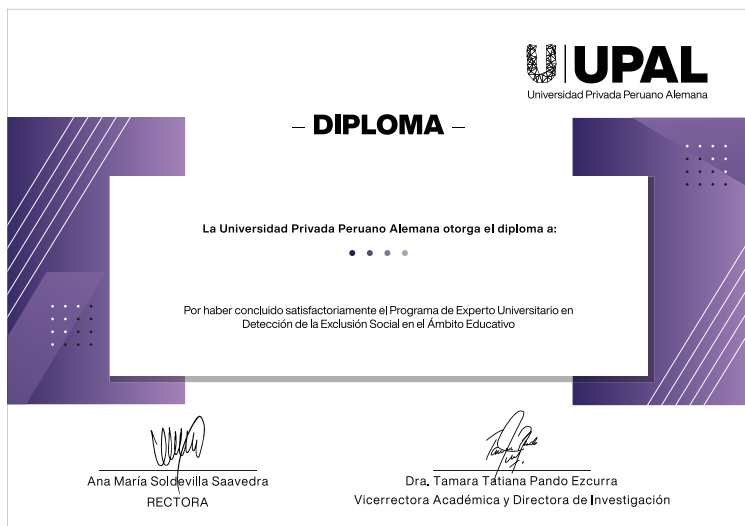 UPAL
Universidad Privada Peruano Alemana
– DIPLOMA –
La Universidad Privada Peruano Alemana otorga el diploma a:
Por haber concluido satisfactoriamente el Programa de Experto Universitario en
Detección de la Exclusión Social en el Ámbito Educativo
Ana María Soldevilla Saavedra
RECTORA
Dra. Tamara Tatiana Pando Ezcurra
Vicerrectora Académica y Directora de Investigación